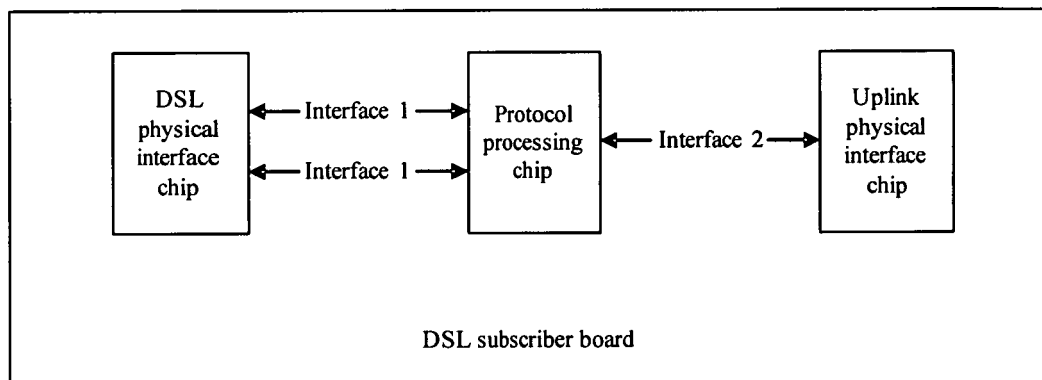 DSL
physical
interface
chip
Interface 1
Interface 1
Protocol
processing
chip
Interface 2
Uplink
physical
interface
chip
DSL subscriber board